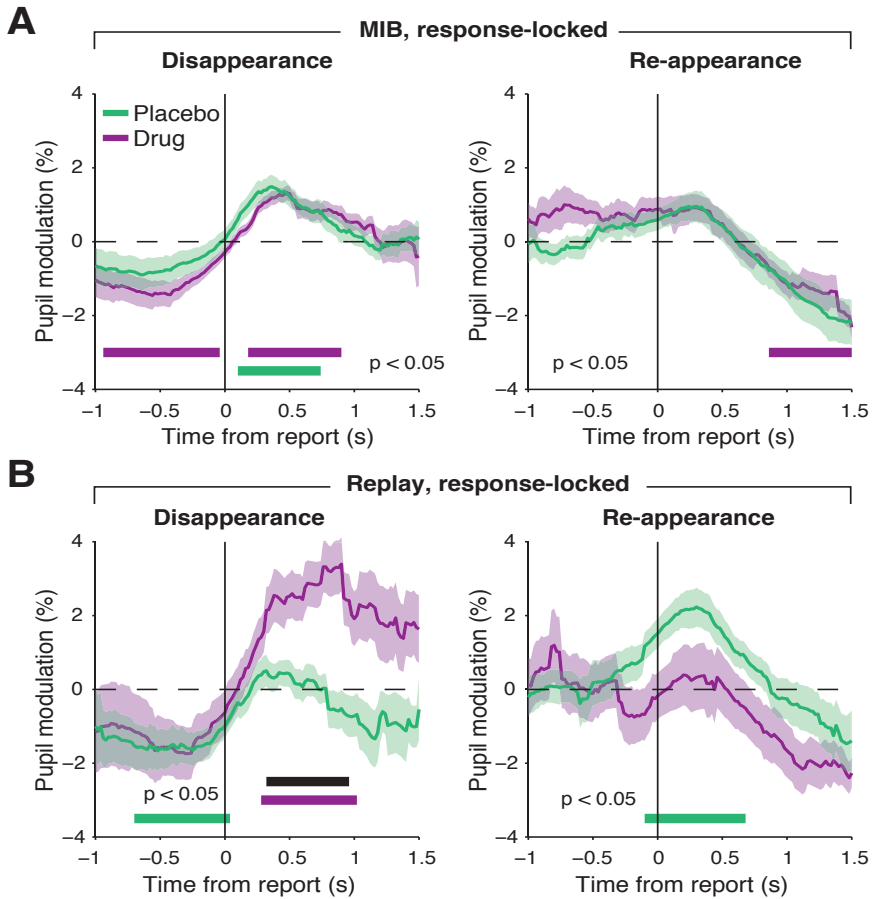 A
MIB, response-locked
Disappearance
Re-appearance
Pupil modulation (%)
4
2
0
−2
−4
Placebo
Drug
p < 0.05
−1 −0.5 0 0.5 1 1.5
Time from report (s)
Pupil modulation (%)
4
2
0
−2
−4
p < 0.05
−1 −0.5 0 0.5 1 1.5
Time from report (s)
B
Replay, response-locked
Disappearance
Re-appearance
Pupil modulation (%)
4
2
0
−2
−4
p < 0.05
−1 −0.5 0 0.5 1 1.5
Time from report (s)
Pupil modulation (%)
4
2
0
−2
−4
p < 0.05
−1 −0.5 0 0.5 1 1.5
Time from report (s)